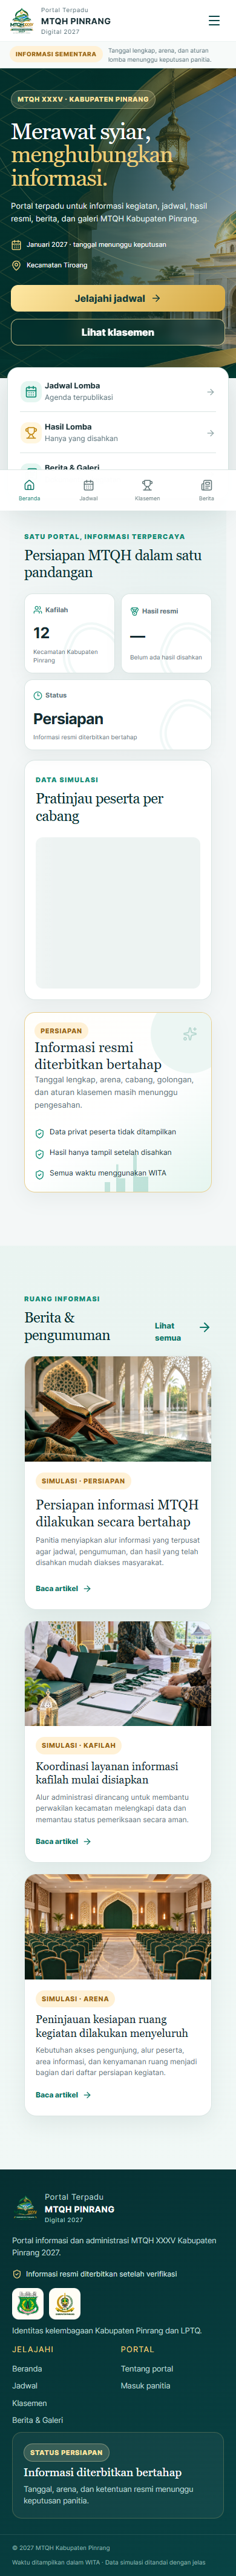 Portal Terpadu
MTQH PINRANG
Digital 2027
INFORMASI SEMENTARA
Tanggal lengkap, arena, dan aturan
lomba menunggu keputusan panitia.
MTQH XXXV · KABUPATEN PINRANG
Merawat syiar,
menghubungkan
informasi.
Portal terpadu untuk informasi kegiatan, jadwal, hasil
resmi, berita, dan galeri MTQH Kabupaten Pinrang.
Januari 2027 · tanggal menunggu keputusan
Kecamatan Tiroang
Jelajahi jadwal
Lihat klasemen
Jadwal Lomba
Agenda terpublikasi
Hasil Lomba
Hanya yang disahkan
Berita & Galeri
Beranda
Jadwal
Klasemen
Berita
SATU PORTAL, INFORMASI TERPERCAYA
Persiapan MTQH dalam satu
pandangan
Kafilah
12
Kecamatan Kabupaten
Pinrang
Hasil resmi
—
Belum ada hasil disahkan
Status
Persiapan
Informasi resmi diterbitkan bertahap
DATA SIMULASI
Pratinjau peserta per
cabang
PERSIAPAN
Informasi resmi
diterbitkan bertahap
Tanggal lengkap, arena, cabang, golongan,
dan aturan klasemen masih menunggu
pengesahan.
Data privat peserta tidak ditampilkan
Hasil hanya tampil setelah disahkan
Semua waktu menggunakan WITA
RUANG INFORMASI
Berita &
pengumuman
Lihat
semua
SIMULASI · PERSIAPAN
Persiapan informasi MTQH
dilakukan secara bertahap
Panitia menyiapkan alur informasi yang terpusat
agar jadwal, pengumuman, dan hasil yang telah
disahkan mudah diakses masyarakat.
Baca artikel
SIMULASI · KAFILAH
Koordinasi layanan informasi
kafilah mulai disiapkan
Alur administrasi dirancang untuk membantu
perwakilan kecamatan melengkapi data dan
memantau status pemeriksaan secara aman.
Baca artikel
SIMULASI · ARENA
Peninjauan kesiapan ruang
kegiatan dilakukan menyeluruh
Kebutuhan akses pengunjung, alur peserta,
area informasi, dan kenyamanan ruang menjadi
bagian dari daftar persiapan kegiatan.
Baca artikel
Portal Terpadu
MTQH PINRANG
Digital 2027
Portal informasi dan administrasi MTQH XXXV Kabupaten
Pinrang 2027.
Informasi resmi diterbitkan setelah verifikasi
Identitas kelembagaan Kabupaten Pinrang dan LPTQ.
JELAJAHI
Beranda
Jadwal
Klasemen
Berita & Galeri
PORTAL
Tentang portal
Masuk panitia
STATUS PERSIAPAN
Informasi diterbitkan bertahap
Tanggal, arena, dan ketentuan resmi menunggu
keputusan panitia.
© 2027 MTQH Kabupaten Pinrang
Waktu ditampilkan dalam WITA · Data simulasi ditandai dengan jelas